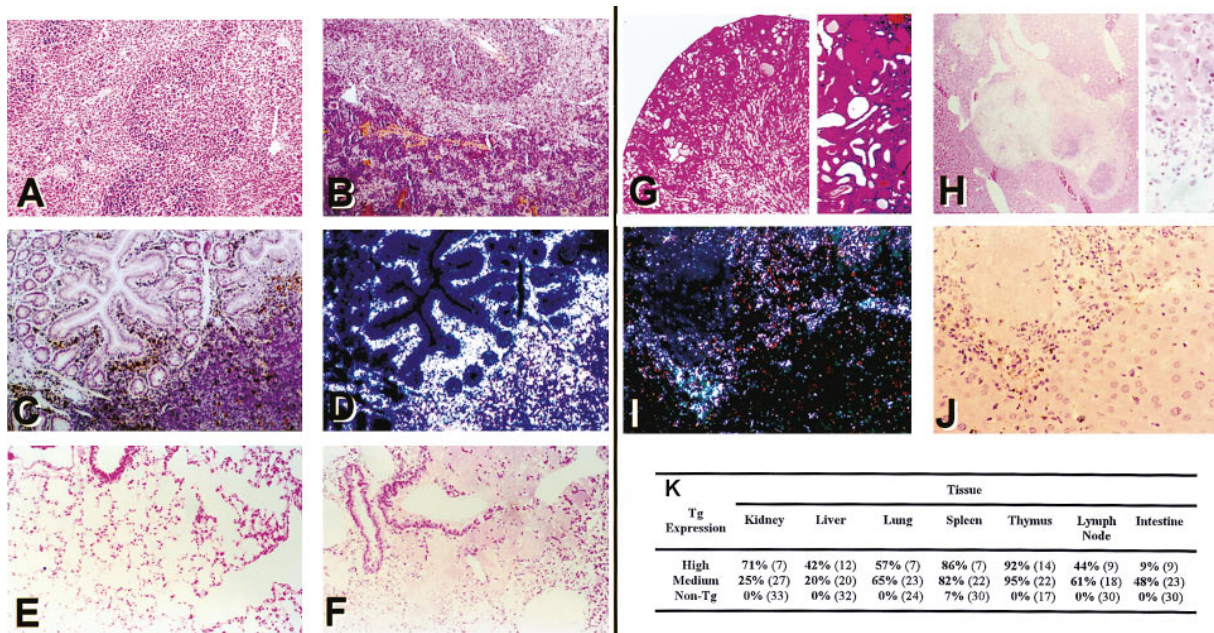 A
B
G
H
C
D
I
J
E
F
K
Tissue
Tg Expression Kidney Liver Lung Spleen Thymus Lymph Node Intestine
High 71% (7) 42% (12) 57% (7) 86% (7) 92% (14) 44% (9) 9% (9)
Medium 25% (27) 20% (20) 65% (23) 82% (22) 95% (22) 61% (18) 48% (23)
Non-Tg 0% (33) 0% (32) 0% (24) 7% (30) 0% (17) 0% (30) 0% (30)